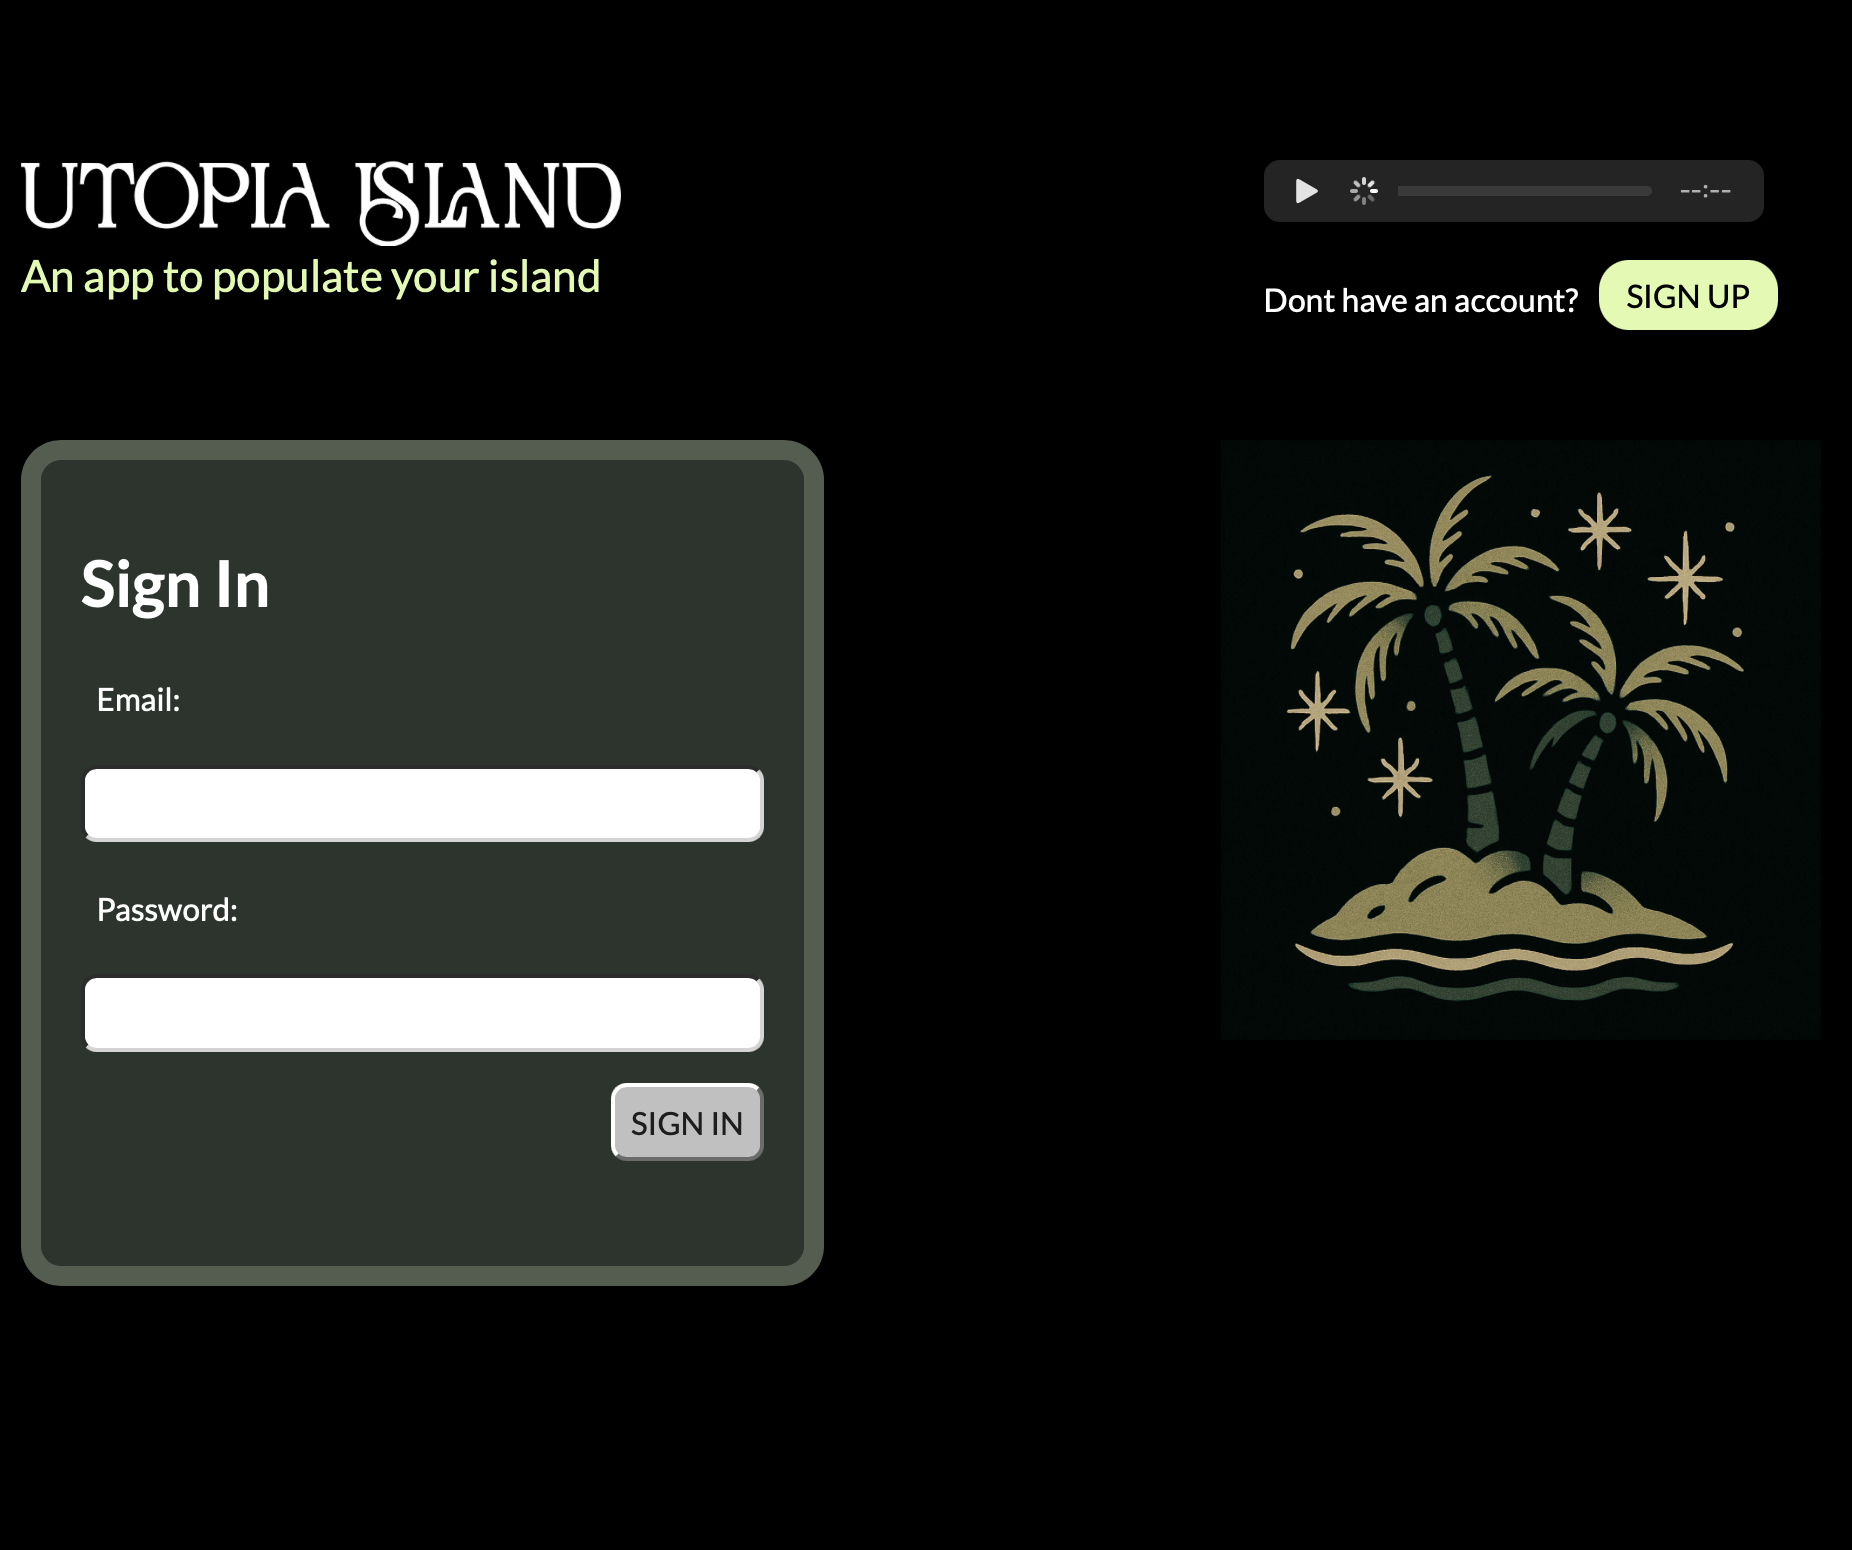 UTOPIA ISLAND
An app to populate your island
--:--
Dont have an account?
SIGN UP
Sign In
Email:
Password:
SIGN IN